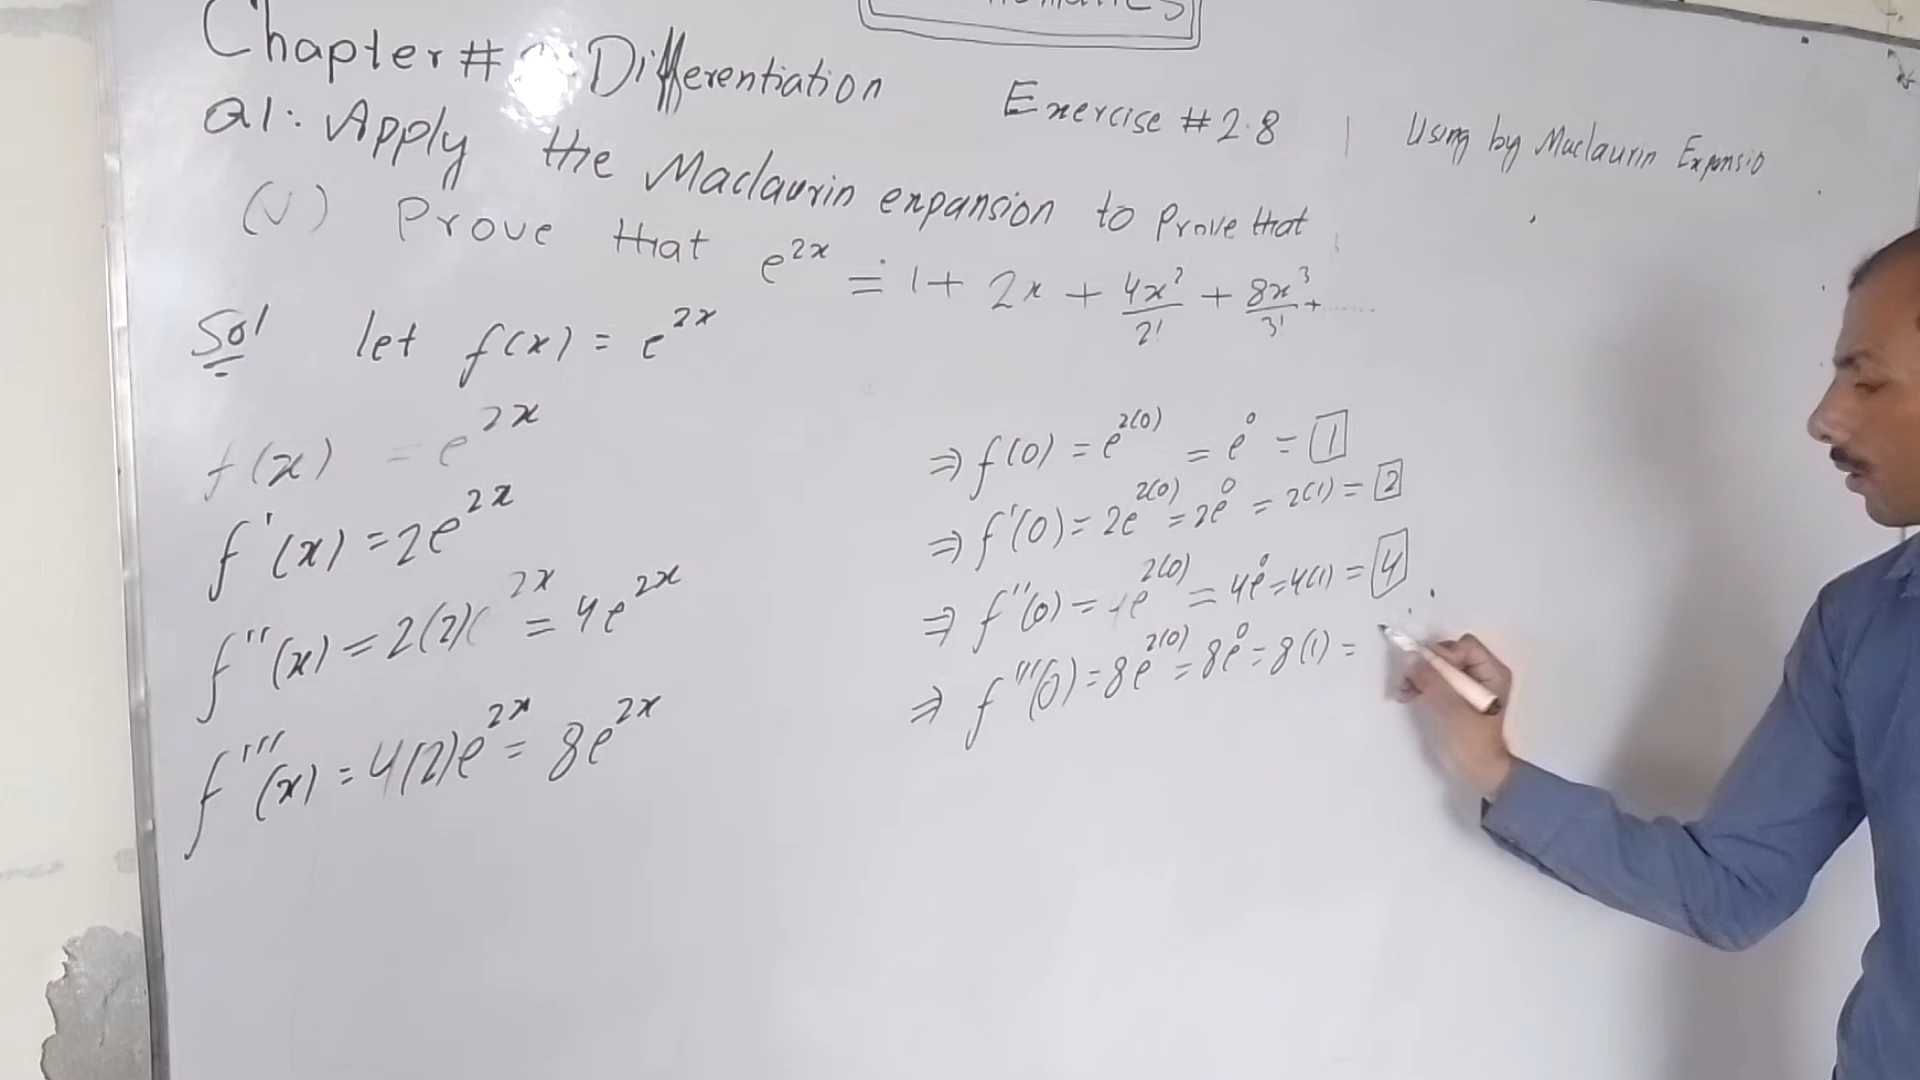 Chapter # : Differentiation Exercise # 2.8 | Using by Maclaurin Expansio
Q1: Apply the Maclaurin expansion to Prove that
(V) Prove that e^{2x} = 1 + 2x + \frac{4x^2}{2!} + \frac{8x^3}{3!} + ......
Sol let f(x) = e^{2x}
f(x) = e^{2x} ⇒ f(0) = e^{2(0)} = e^0 = 1
f'(x) = 2e^{2x} ⇒ f'(0) = 2e^{2(0)} = 2e^0 = 2(1) = 2
f''(x) = 2(2)e^{2x} = 4e^{2x} ⇒ f''(0) = 4e^{2(0)} = 4e^0 = 4(1) = 4
f'''(x) = 4(2)e^{2x} = 8e^{2x} ⇒ f'''(0) = 8e^{2(0)} = 8e^0 = 8(1) =